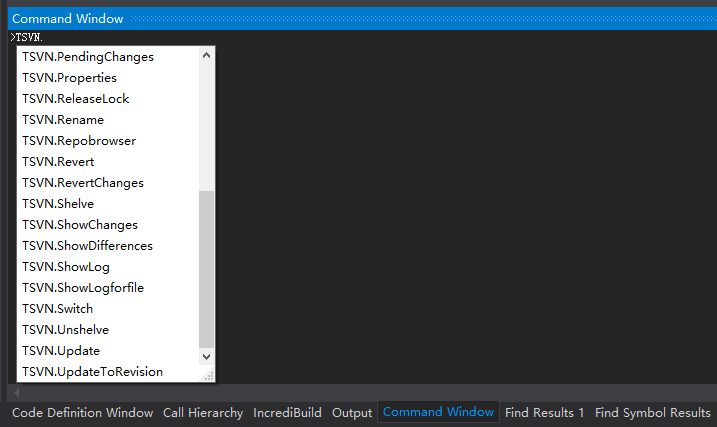 Command Window
>TSVN.
TSVN.PendingChanges
TSVN.Properties
TSVN.ReleaseLock
TSVN.Rename
TSVN.Repobrowser
TSVN.Revert
TSVN.RevertChanges
TSVN.Shelve
TSVN.ShowChanges
TSVN.ShowDifferences
TSVN.ShowLog
TSVN.ShowLogforfile
TSVN.Switch
TSVN.Unshelve
TSVN.Update
TSVN.UpdateToRevision
Code Definition Window Call Hierarchy IncrediBuild Output Command Window Find Results 1 Find Symbol Results